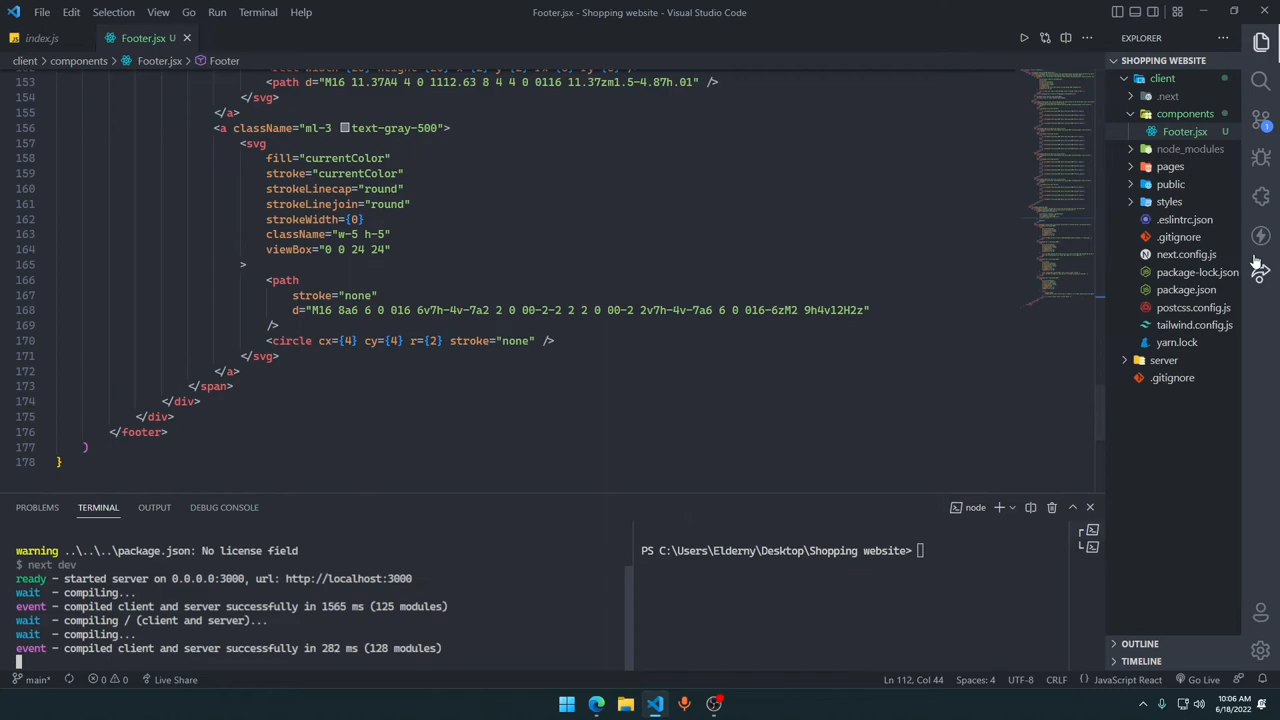 File Edit Selection View Go Run Terminal Help
Footer.jsx - Shopping website - Visual Studio Code
index.js
Footer.jsx U
EXPLORER
client > components > Footer.jsx > Footer
SHOPPING WEBSITE
153 <path d="M16 11.37A4 4 0 1112.63 8 4 4 0 0116 11.37zm1.5-4.87h.01" />
154 </svg>
155 </a>
156 <a className="ml-3 text-gray-500">
157 <svg
158 fill="currentColor"
159 stroke="currentColor"
160 strokeLinecap="round"
161 strokeLinejoin="round"
162 strokeWidth={0}
163 className="w-5 h-5"
164 viewBox="0 0 24 24"
165 >
166 <path
167 stroke="none"
168 d="M16 8a6 6 0 016 6v7h-4v-7a2 2 0 00-2-2 2 2 0 00-2 2v7h-4v-7a6 6 0 016-6zM2 9h4v12H2z"
169 />
170 <circle cx={4} cy={4} r={2} stroke="none" />
171 </svg>
172 </a>
173 </span>
174 </div>
175 </div>
176 </footer>
177 )
178 }
client
.next
components
Footer.jsx U
node_modules
pages
public
styles
.eslintrc.json
.gitignore
next.config.js
package-lock.json
package.json
postcss.config.js
tailwind.config.js
yarn.lock
server
.gitignore
PROBLEMS TERMINAL OUTPUT DEBUG CONSOLE
node
warning ..\..\..\package.json: No license field
$ next dev
ready - started server on 0.0.0.0:3000, url: http://localhost:3000
wait - compiling...
event - compiled client and server successfully in 1565 ms (125 modules)
wait - compiling / (client and server)...
wait - compiling...
event - compiled client and server successfully in 282 ms (128 modules)
PS C:\Users\Elderny\Desktop\Shopping website>
OUTLINE
TIMELINE
main* 0 0 Live Share
Ln 112, Col 44 Spaces: 4 UTF-8 CRLF JavaScript React Go Live
10:06 AM
6/18/2022